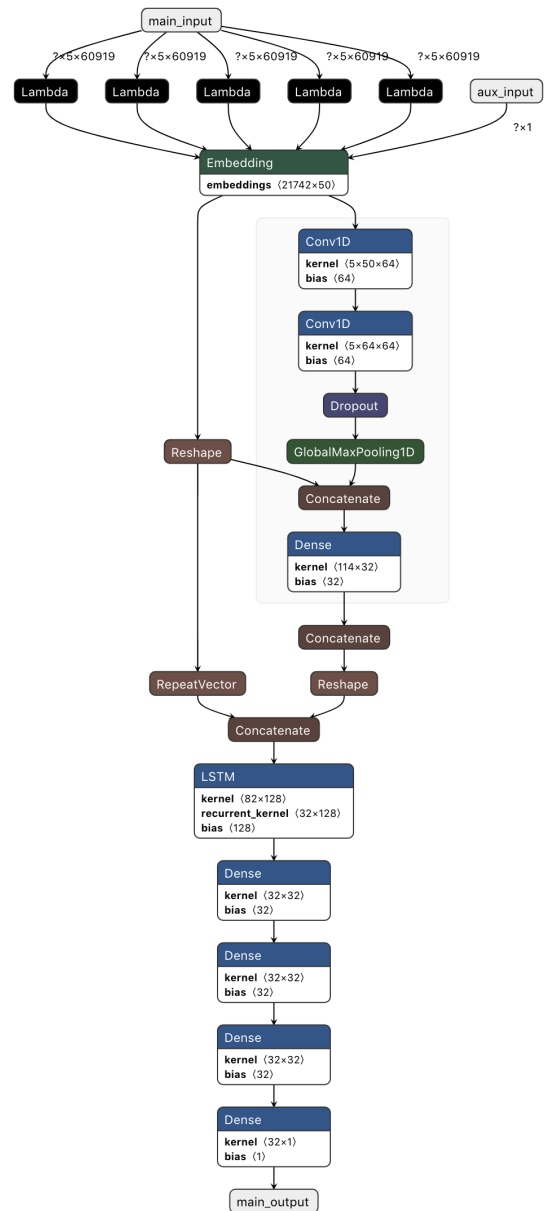 main_input
?×5×60919 ?×5×60919 ?×5×60919 ?×5×60919 ?×5×60919
Lambda Lambda Lambda Lambda Lambda aux_input
?×1
Embedding
embeddings ⟨21742×50⟩
Conv1D
kernel ⟨5×50×64⟩
bias ⟨64⟩
Conv1D
kernel ⟨5×64×64⟩
bias ⟨64⟩
Dropout
Reshape GlobalMaxPooling1D
Concatenate
Dense
kernel ⟨114×32⟩
bias ⟨32⟩
Concatenate
RepeatVector Reshape
Concatenate
LSTM
kernel ⟨82×128⟩
recurrent_kernel ⟨32×128⟩
bias ⟨128⟩
Dense
kernel ⟨32×32⟩
bias ⟨32⟩
Dense
kernel ⟨32×32⟩
bias ⟨32⟩
Dense
kernel ⟨32×32⟩
bias ⟨32⟩
Dense
kernel ⟨32×1⟩
bias ⟨1⟩
main_output